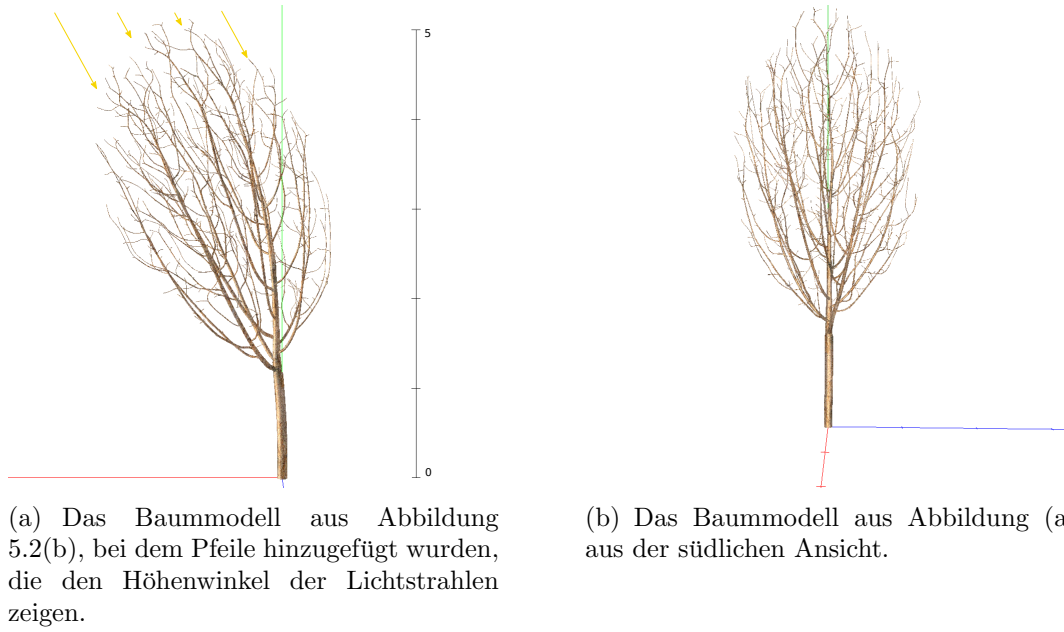 5
0
(a) Das Baummodell aus Abbildung
5.2(b), bei dem Pfeile hinzugefügt wurden,
die den Höhenwinkel der Lichtstrahlen
zeigen.
(b) Das Baummodell aus Abbildung (a
aus der südlichen Ansicht.